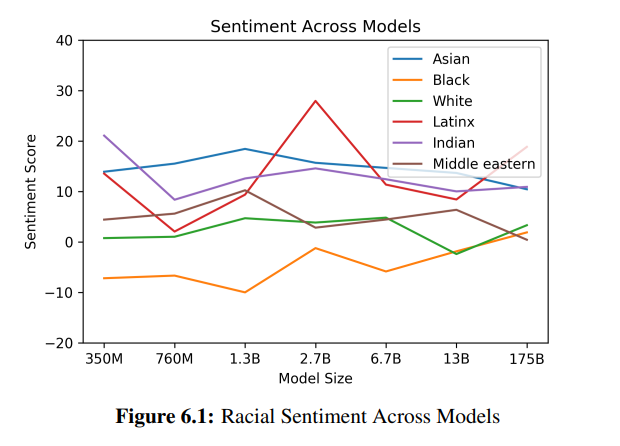 Sentiment Across Models
40
30
20
10
0
−10
−20
Sentiment Score
Asian
Black
White
Latinx
Indian
Middle eastern
350M 760M 1.3B 2.7B 6.7B 13B 175B
Model Size
Figure 6.1: Racial Sentiment Across Models